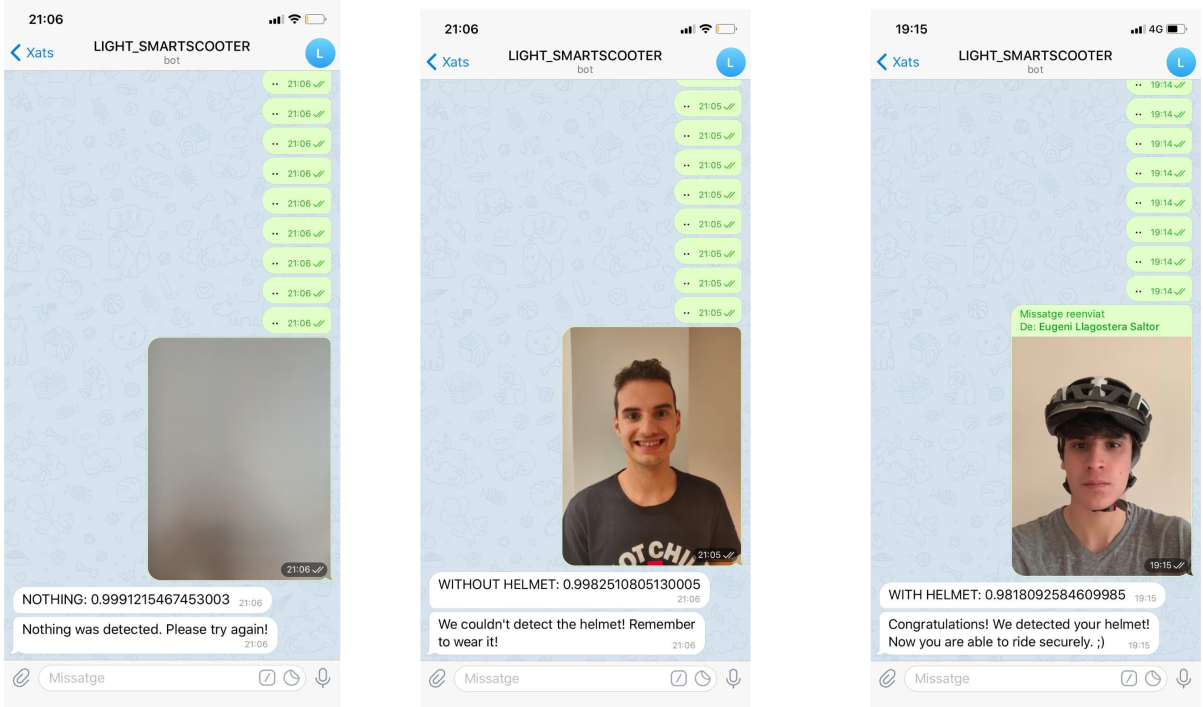 21:06
Xats
LIGHT_SMARTSCOOTER
bot
L
.. 21:06
.. 21:06
.. 21:06
.. 21:06
.. 21:06
.. 21:06
.. 21:06
.. 21:06
.. 21:06
21:06
NOTHING: 0.9991215467453003 21:06
Nothing was detected. Please try again!
21:06
Missatge
21:06
Xats
LIGHT_SMARTSCOOTER
bot
L
.. 21:05
.. 21:05
.. 21:05
.. 21:05
.. 21:05
.. 21:05
.. 21:05
.. 21:05
OT CHI
21:05
WITHOUT HELMET: 0.9982510805130005
21:06
We couldn't detect the helmet! Remember
to wear it!
21:06
Missatge
19:15
4G
Xats
LIGHT_SMARTSCOOTER
bot
L
.. 19:14
.. 19:14
.. 19:14
.. 19:14
.. 19:14
.. 19:14
.. 19:14
.. 19:14
Missatge reenviat
De: Eugeni Llagostera Saltor
19:15
WITH HELMET: 0.9818092584609985 19:15
Congratulations! We detected your helmet!
Now you are able to ride securely. ;) 19:15
Missatge